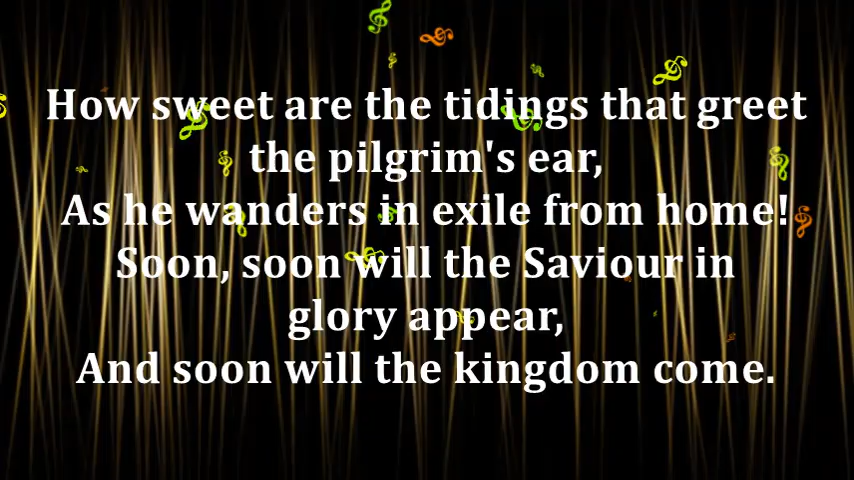 How sweet are the tidings that greet
the pilgrim's ear,
As he wanders in exile from home!
Soon, soon will the Saviour in
glory appear,
And soon will the kingdom come.